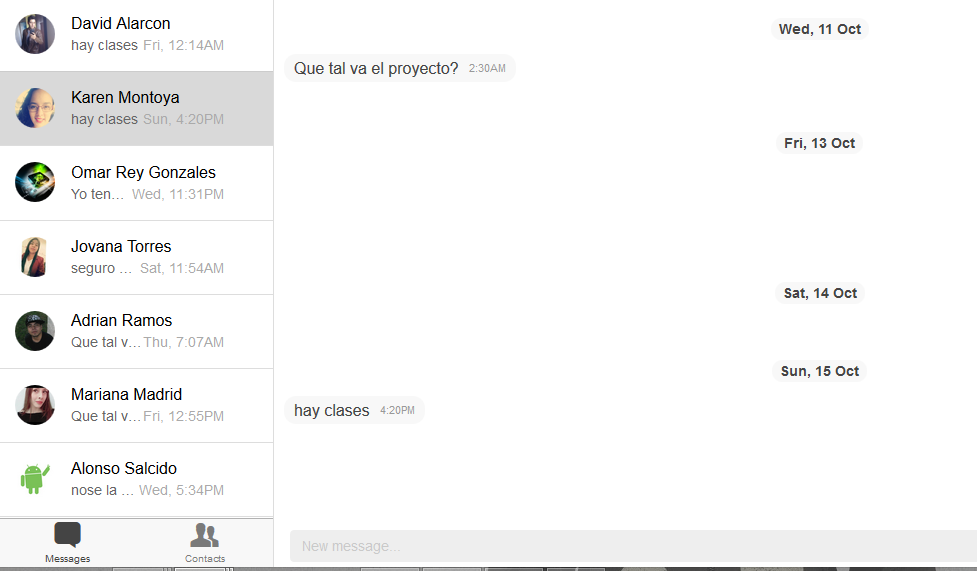 David Alarcon
hay clases Fri, 12:14AM
Karen Montoya
hay clases Sun, 4:20PM
Omar Rey Gonzales
Yo ten... Wed, 11:31PM
Jovana Torres
seguro ... Sat, 11:54AM
Adrian Ramos
Que tal v... Thu, 7:07AM
Mariana Madrid
Que tal v... Fri, 12:55PM
Alonso Salcido
nose la ... Wed, 5:34PM
Messages
Contacts
Wed, 11 Oct
Que tal va el proyecto? 2:30AM
Fri, 13 Oct
Sat, 14 Oct
Sun, 15 Oct
hay clases 4:20PM
New message...